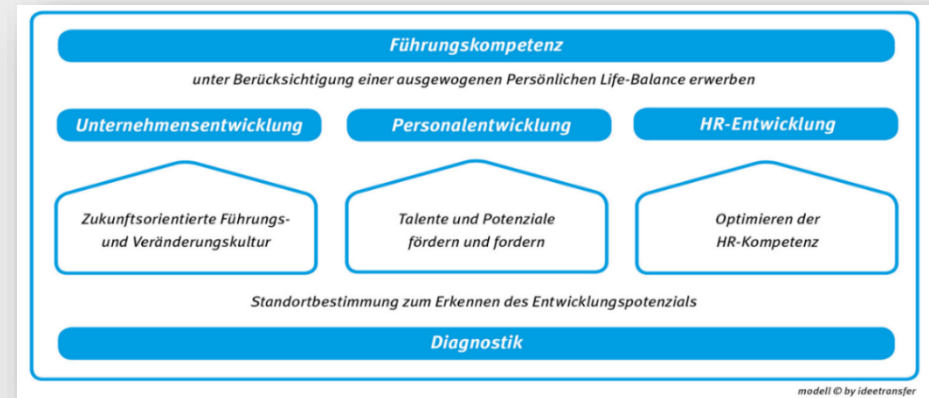 Führungskompetenz
unter Berücksichtigung einer ausgewogenen Persönlichen Life-Balance erwerben
Unternehmensentwicklung
Personalentwicklung
HR-Entwicklung
Zukunftsorientierte Führungs-
und Veränderungskultur
Talente und Potenziale
fördern und fordern
Optimieren der
HR-Kompetenz
Standortbestimmung zum Erkennen des Entwicklungspotenzials
Diagnostik
modell © by ideetransfer